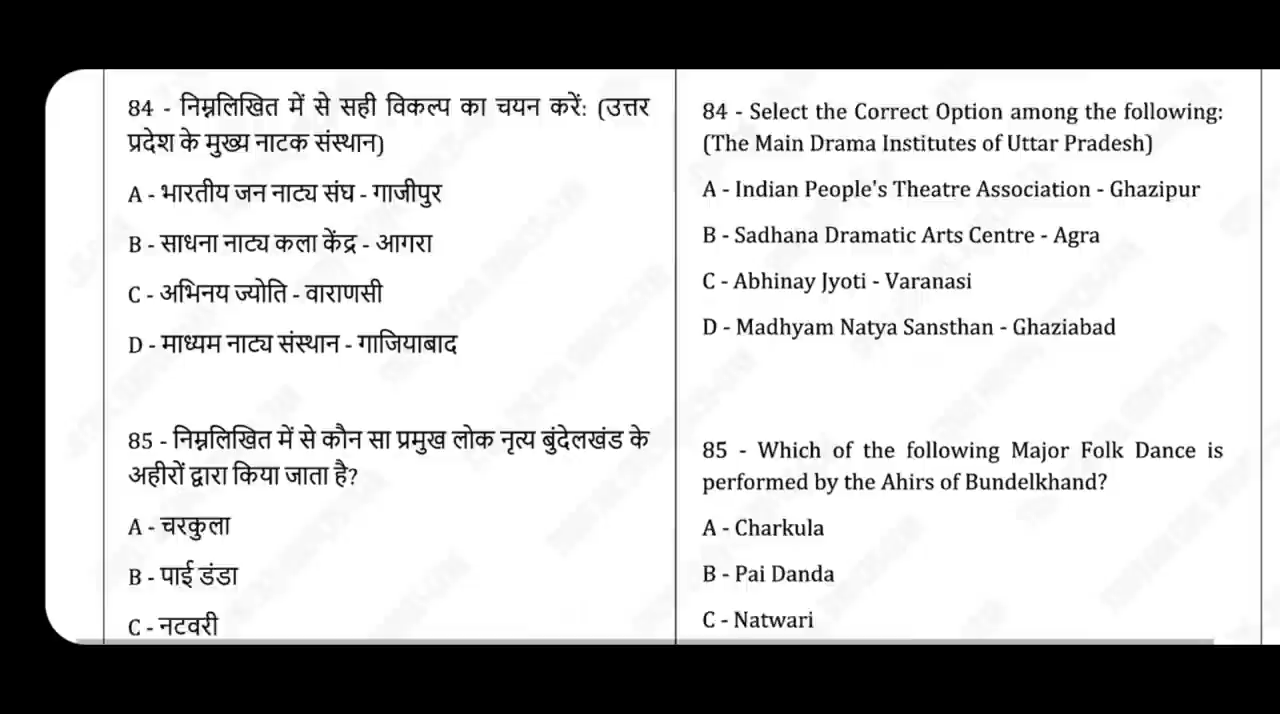 84 - निम्नलिखित में से सही विकल्प का चयन करें: (उत्तर
प्रदेश के मुख्य नाटक संस्थान)
A - भारतीय जन नाट्य संघ - गाजीपुर
B - साधना नाट्य कला केंद्र - आगरा
C - अभिनय ज्योति - वाराणसी
D - माध्यम नाट्य संस्थान - गाजियाबाद
85 - निम्नलिखित में से कौन सा प्रमुख लोक नृत्य बुंदेलखंड के
अहीरों द्वारा किया जाता है?
A - चरकुला
B - पाई डंडा
C - नटवरी
84 - Select the Correct Option among the following:
(The Main Drama Institutes of Uttar Pradesh)
A - Indian People's Theatre Association - Ghazipur
B - Sadhana Dramatic Arts Centre - Agra
C - Abhinay Jyoti - Varanasi
D - Madhyam Natya Sansthan - Ghaziabad
85 - Which of the following Major Folk Dance is
performed by the Ahirs of Bundelkhand?
A - Charkula
B - Pai Danda
C - Natwari